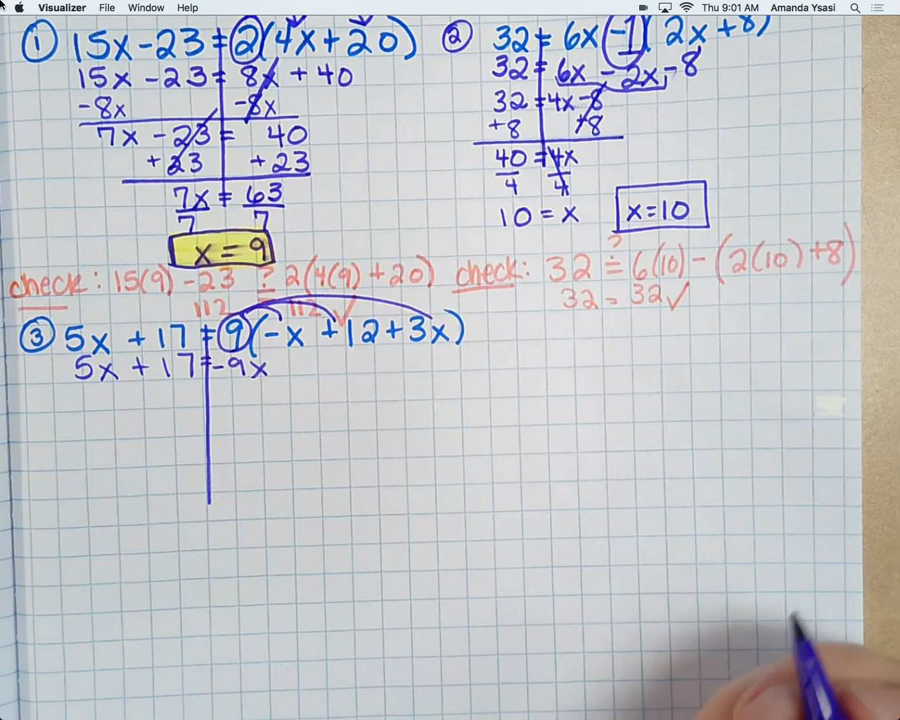 Visualizer File Window Help Thu 9:01 AM Amanda Ysasi
① 15x - 23 = 2(4x + 20)
15x - 23 = 8x + 40
-8x -8x
7x - 23 = 40
+23 +23
7x = 63
7 7
x = 9
check: 15(9) - 23 ?= 2(4(9) + 20)
112 112 ✓
② 32 = 6x (-1)( 2x + 8)
32 = 6x - 2x - 8
32 = 4x - 8
+8 +8
40 = 4x
4 4
10 = x x = 10
check: 32 ?= 6(10) - (2(10) + 8)
32 = 32 ✓
③ 5x + 17 = 9(-x + 12 + 3x)
5x + 17 = -9x